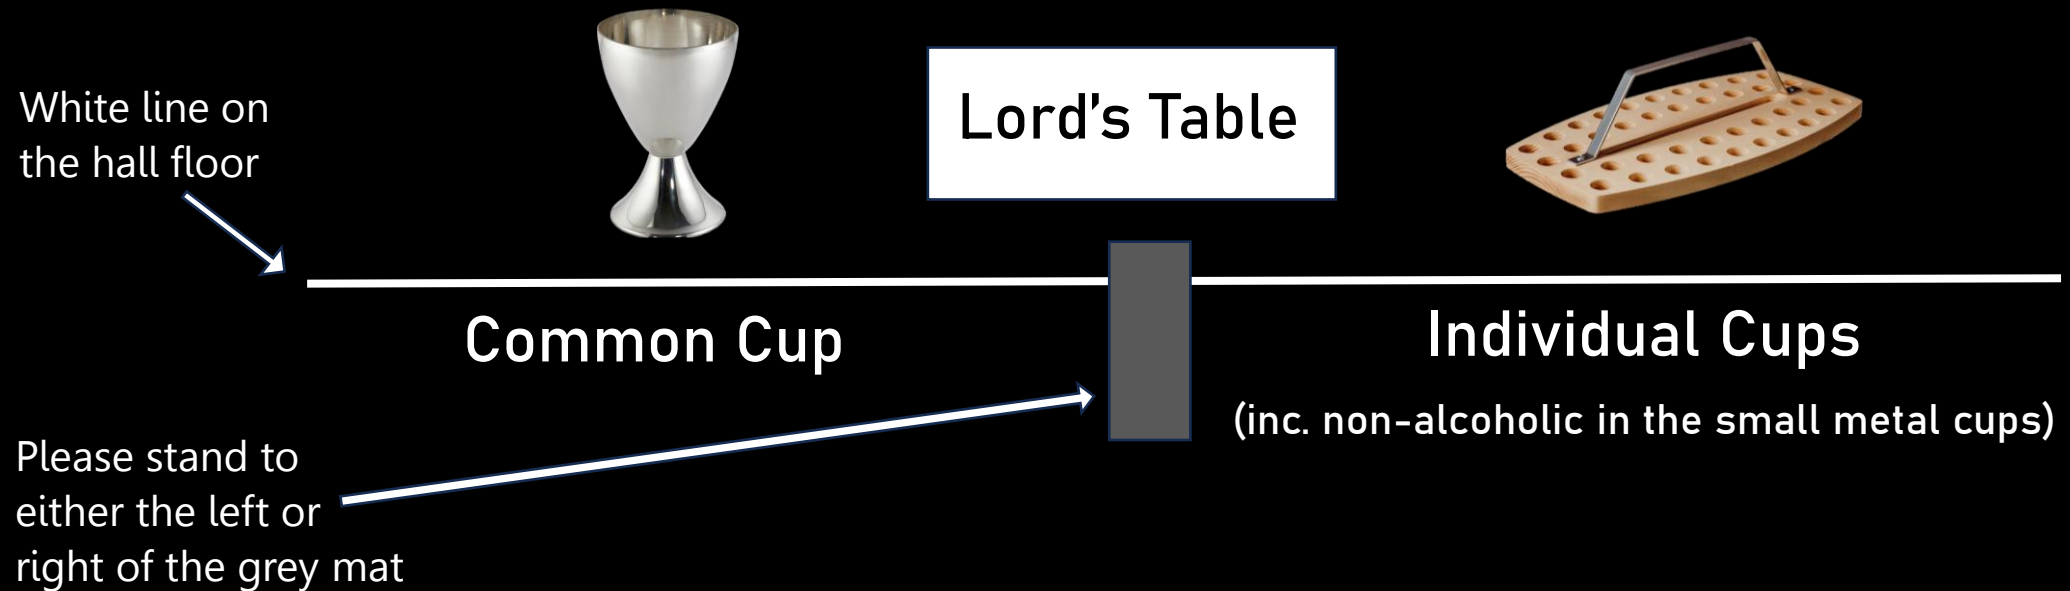 White line on
the hall floor
Lord's Table
Common Cup
Individual Cups
(inc. non-alcoholic in the small metal cups)
Please stand to
either the left or
right of the grey mat